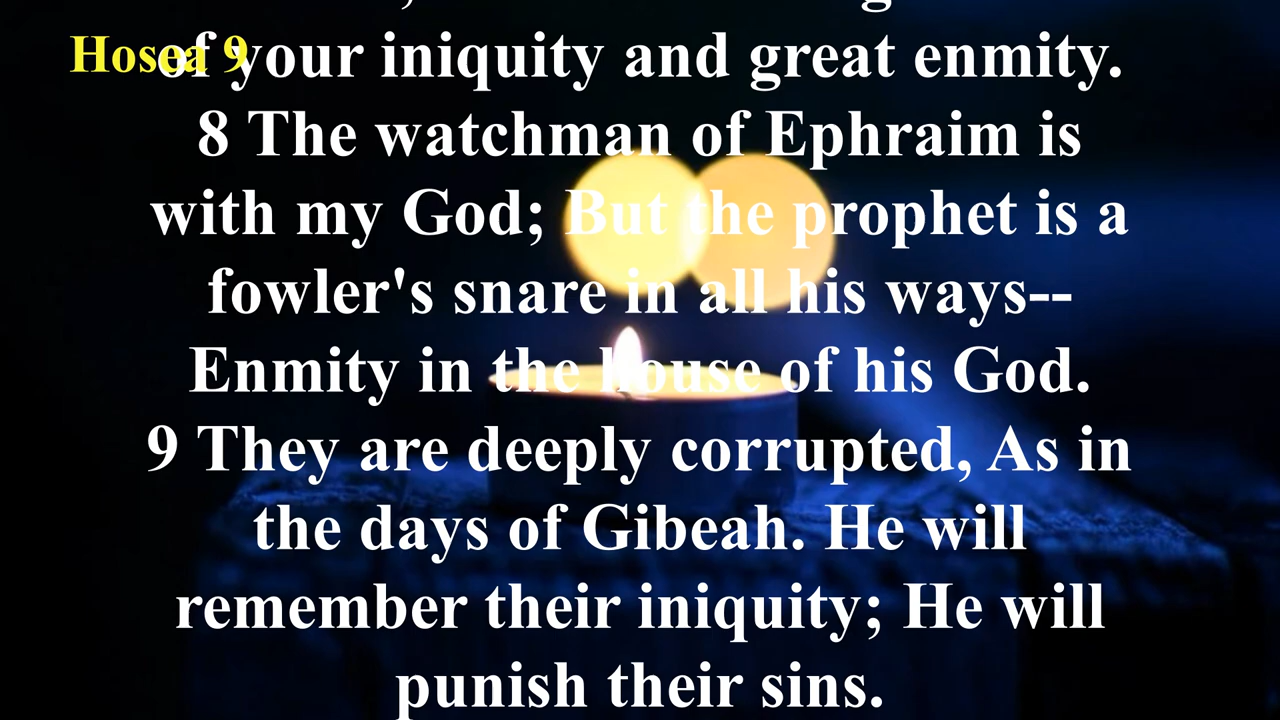 Hosea 9
of your iniquity and great enmity.
8 The watchman of Ephraim is
with my God; But the prophet is a
fowler's snare in all his ways--
Enmity in the house of his God.
9 They are deeply corrupted, As in
the days of Gibeah. He will
remember their iniquity; He will
punish their sins.